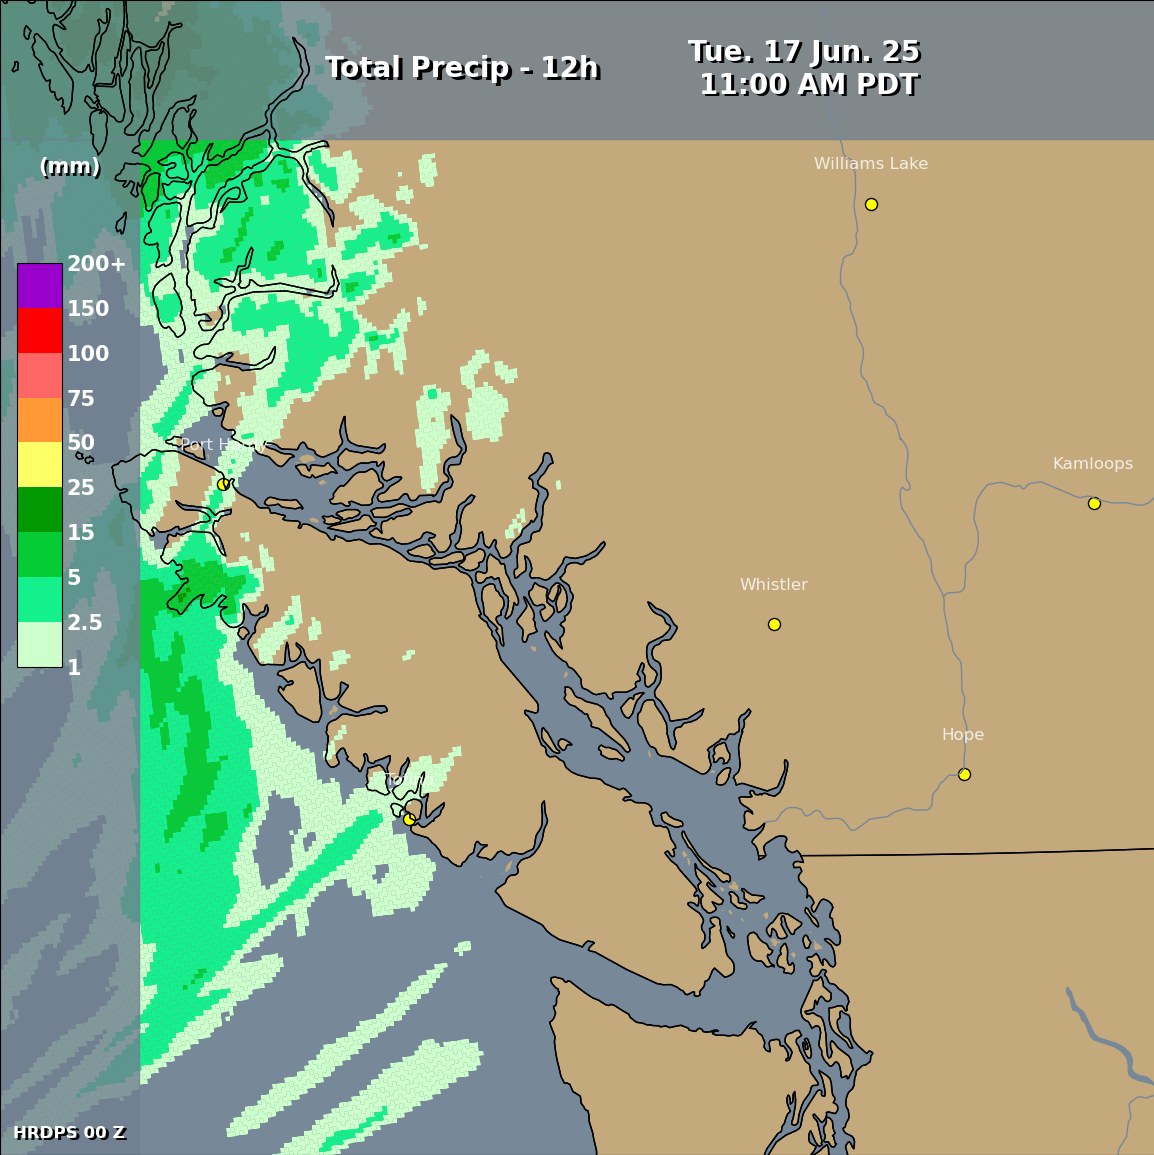 Total Precip - 12h
Tue. 17 Jun. 25
11:00 AM PDT
(mm)
Williams Lake
200+
150
100
75
50
25
15
5
2.5
1
Port Hardy
Kamloops
Whistler
Hope
Tofino
HRDPS 00 Z